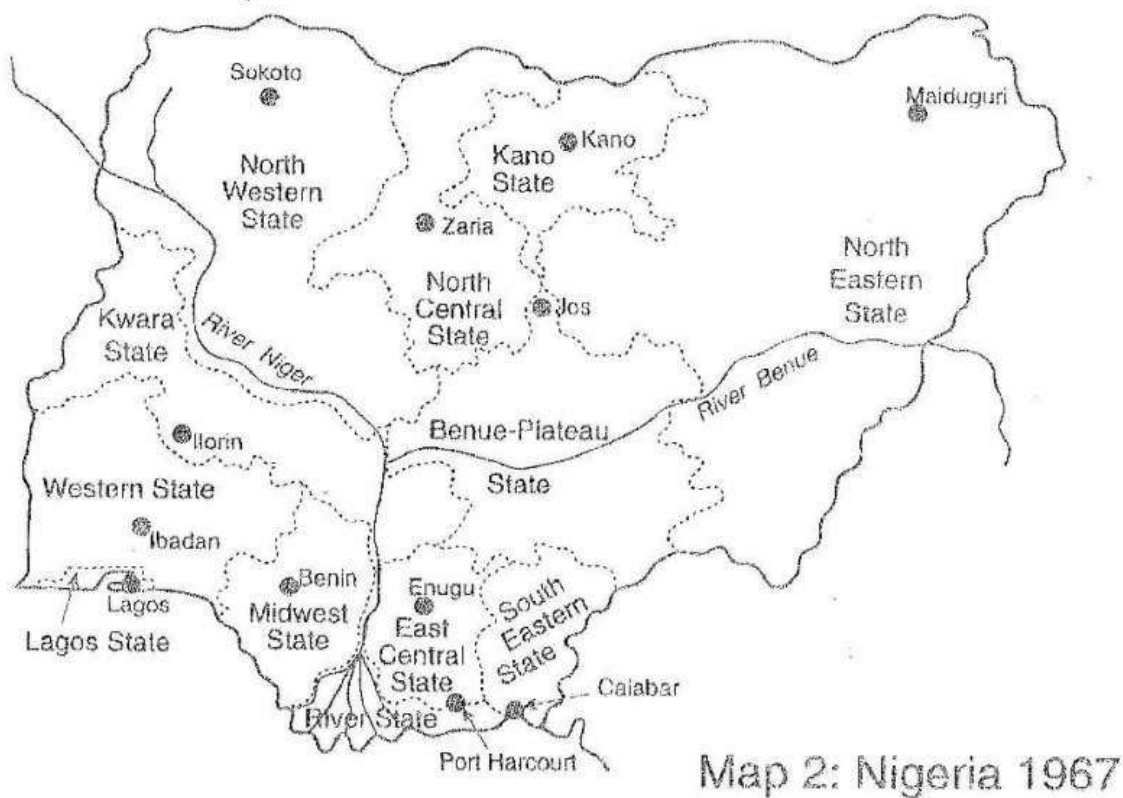 Sokoto
Maiduguri
Kano
North
Western
State
Kano
State
Zaria
North
Central
State
North
Eastern
State
Jos
Kwara
State
River Niger
River Benue
Benue-Plateau
State
Ilorin
Western State
Ibadan
Lagos
Lagos State
Benin
Midwest
State
Enugu
East
Central
State
South
Eastern
State
River State
Calabar
Port Harcourt
Map 2: Nigeria 1967